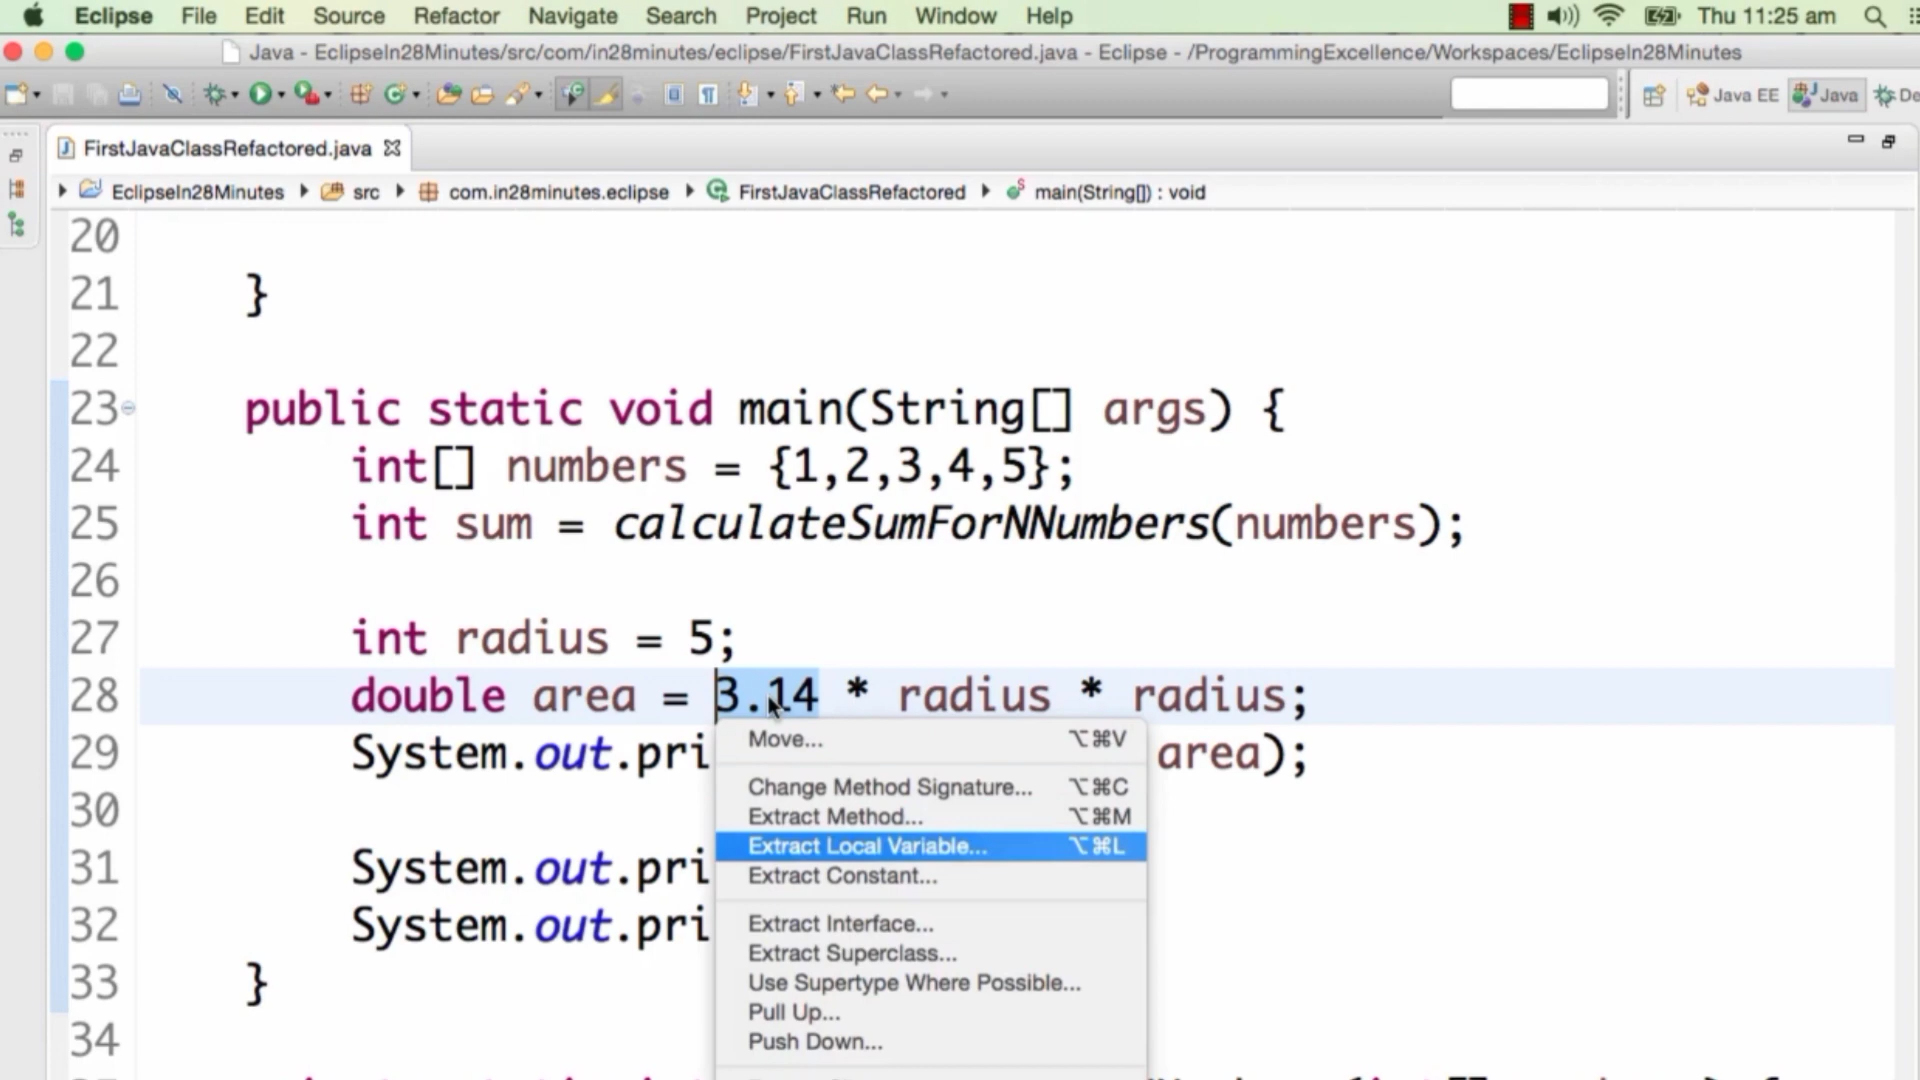 Eclipse File Edit Source Refactor Navigate Search Project Run Window Help Thu 11:25 am
Java - EclipseIn28Minutes/src/com/in28minutes/eclipse/FirstJavaClassRefactored.java - Eclipse - /ProgrammingExcellence/Workspaces/EclipseIn28Minutes
Java EE Java De
FirstJavaClassRefactored.java
EclipseIn28Minutes src com.in28minutes.eclipse FirstJavaClassRefactored main(String[]) : void
20
21 }
22
23 public static void main(String[] args) {
24 int[] numbers = {1,2,3,4,5};
25 int sum = calculateSumForNNumbers(numbers);
26
27 int radius = 5;
28 double area = 3.14 * radius * radius;
29 System.out.pri area);
30
31 System.out.pri
32 System.out.pri
33 }
34
Move... ⌥⌘V
Change Method Signature... ⌥⌘C
Extract Method... ⌥⌘M
Extract Local Variable... ⌥⌘L
Extract Constant...
Extract Interface...
Extract Superclass...
Use Supertype Where Possible...
Pull Up...
Push Down...